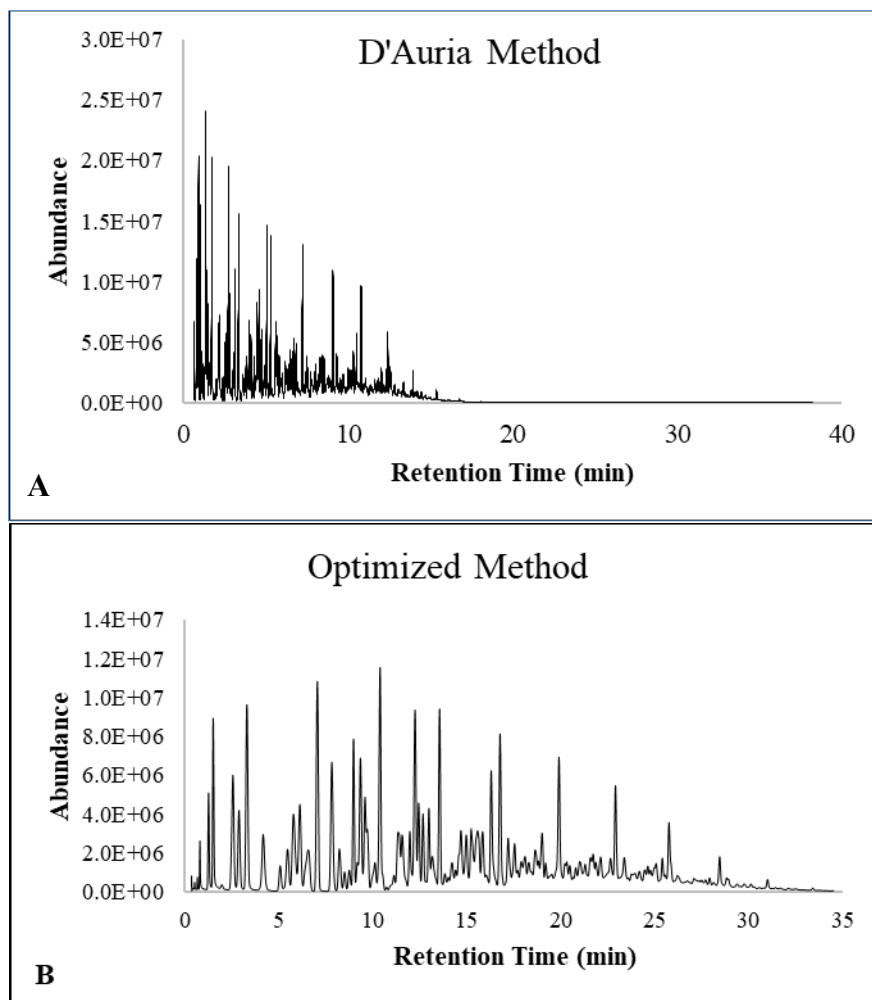 D'Auria Method
3.0E+07
2.5E+07
2.0E+07
1.5E+07
1.0E+07
5.0E+06
0.0E+00
Abundance
0 10 20 30 40
Retention Time (min)
A
Optimized Method
1.4E+07
1.2E+07
1.0E+07
8.0E+06
6.0E+06
4.0E+06
2.0E+06
0.0E+00
Abundance
0 5 10 15 20 25 30 35
Retention Time (min)
B